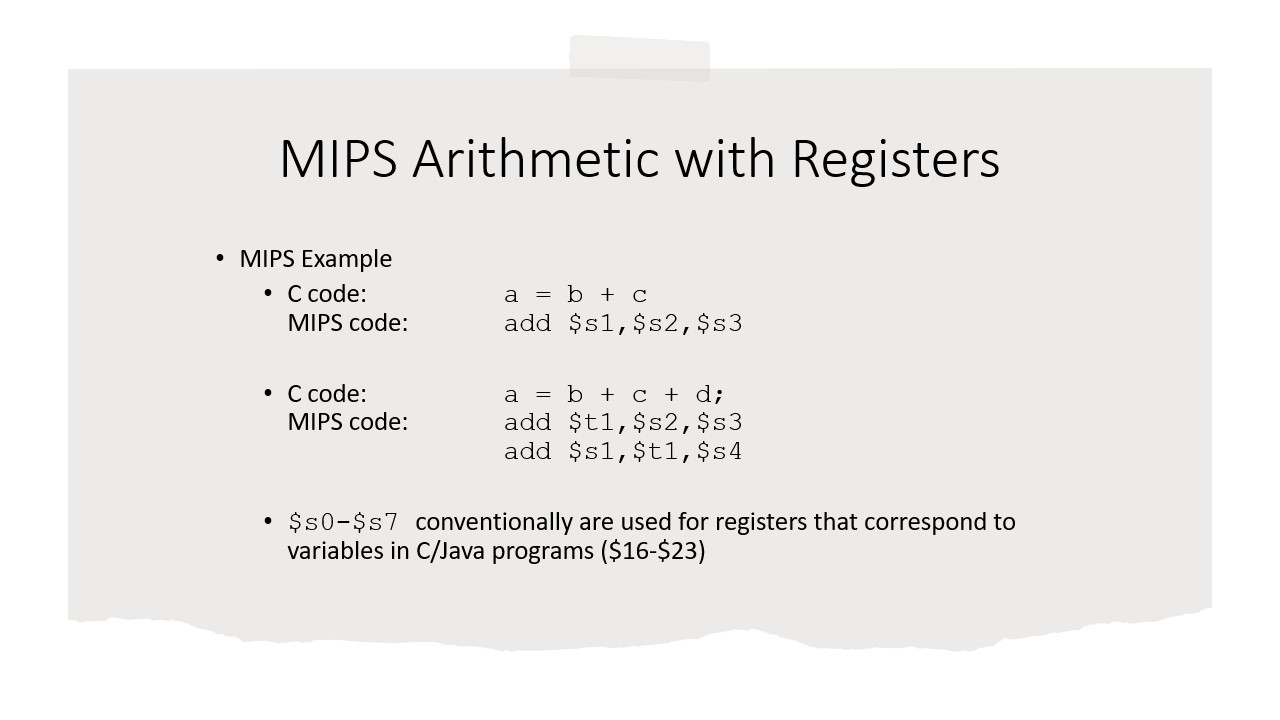 MIPS Arithmetic with Registers
• MIPS Example
• C code: a = b + c
MIPS code: add $s1,$s2,$s3
• C code: a = b + c + d;
MIPS code: add $t1,$s2,$s3
add $s1,$t1,$s4
• $s0-$s7 conventionally are used for registers that correspond to
variables in C/Java programs ($16-$23)